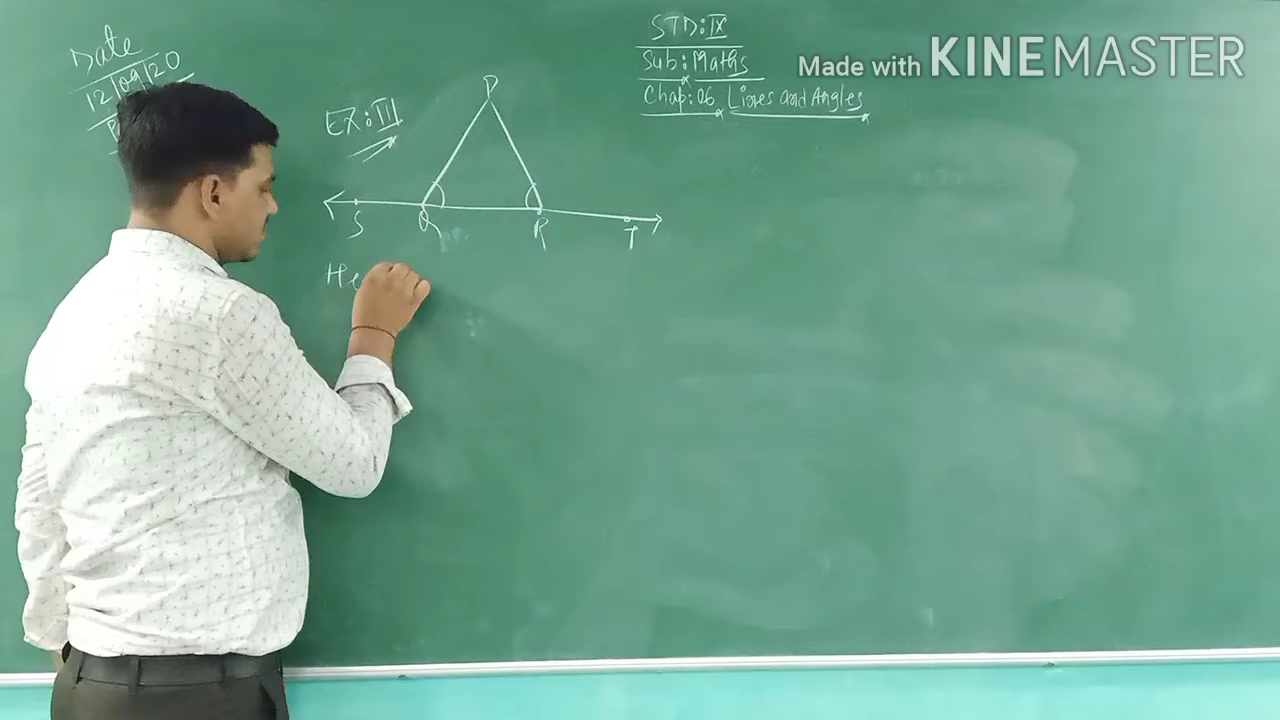 Date
12/09/20
STD: IX
Sub: Maths
Chap: 06 Lines and Angles
Made with KINEMASTER
EX: III
P
S
Q
R
T
He